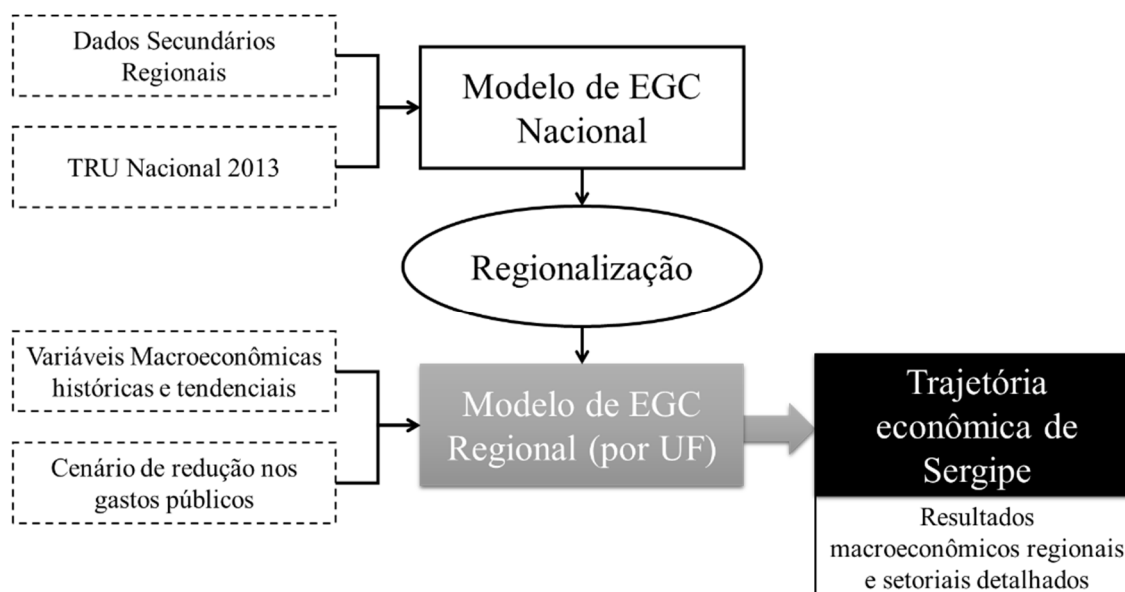 Dados Secundários
Regionais
TRU Nacional 2013
Modelo de EGC
Nacional
Regionalização
Variáveis Macroeconômicas
históricas e tendenciais
Cenário de redução nos
gastos públicos
Modelo de EGC
Regional (por UF)
Trajetória
econômica de
Sergipe
Resultados
macroeconômicos regionais
e setoriais detalhados